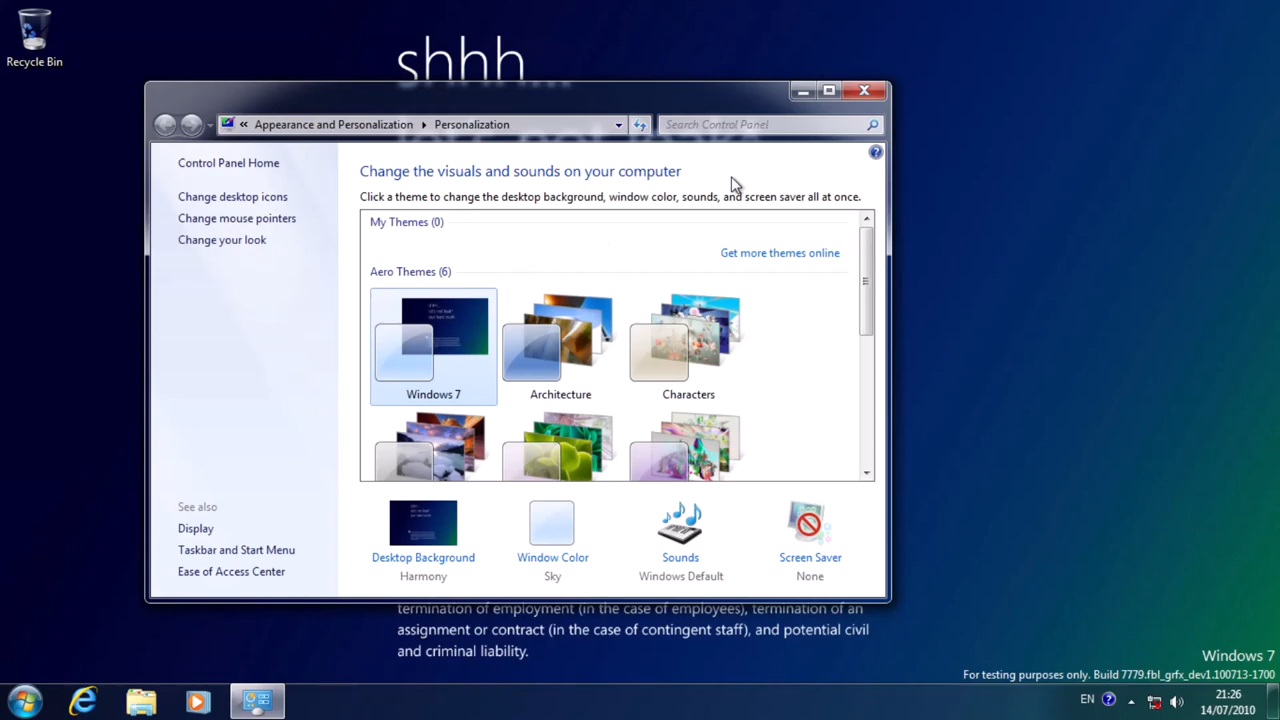 Recycle Bin
shhh...
Appearance and Personalization
Personalization
Search Control Panel
Control Panel Home
Change desktop icons
Change mouse pointers
Change your look
See also
Display
Taskbar and Start Menu
Ease of Access Center
Change the visuals and sounds on your computer
Click a theme to change the desktop background, window color, sounds, and screen saver all at once.
My Themes (0)
Get more themes online
Aero Themes (6)
Windows 7
Architecture
Characters
Desktop Background
Harmony
Window Color
Sky
Sounds
Windows Default
Screen Saver
None
termination of employment (in the case of employees), termination of an
assignment or contract (in the case of contingent staff), and potential civil
and criminal liability.
Windows 7
For testing purposes only. Build 7779.fbl_grfx_dev1.100713-1700
EN
21:26
14/07/2010